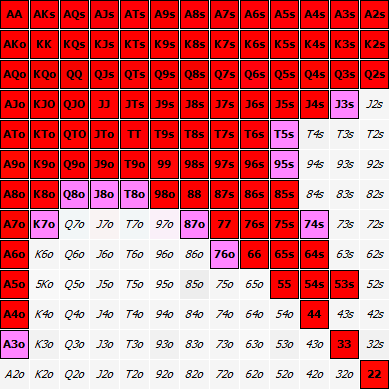 AA AKs AQs AJs ATs A9s A8s A7s A6s A5s A4s A3s A2s
AKo KK KQs KJs KTs K9s K8s K7s K6s K5s K4s K3s K2s
AQo KQo QQ QJs QTs Q9s Q8s Q7s Q6s Q5s Q4s Q3s Q2s
AJo KJO QJO JJ JTs J9s J8s J7s J6s J5s J4s J3s J2s
ATo KTo QTO JTo TT T9s T8s T7s T6s T5s T4s T3s T2s
A9o K9o Q9o J9o T9o 99 98s 97s 96s 95s 94s 93s 92s
A8o K8o Q8o J8o T8o 98o 88 87s 86s 85s 84s 83s 82s
A7o K7o Q7o J7o T7o 97o 87o 77 76s 75s 74s 73s 72s
A6o K6o Q6o J6o T6o 96o 86o 76o 66 65s 64s 63s 62s
A5o 5Ko Q5o J5o T5o 95o 85o 75o 65o 55 54s 53s 52s
A4o K4o Q4o J4o T4o 94o 84o 74o 64o 54o 44 43s 42s
A3o K3o Q3o J3o T3o 93o 83o 73o 63o 53o 43o 33 32s
A2o K2o Q2o J2o T2o 92o 82o 72o 62o 52o 42o 32o 22